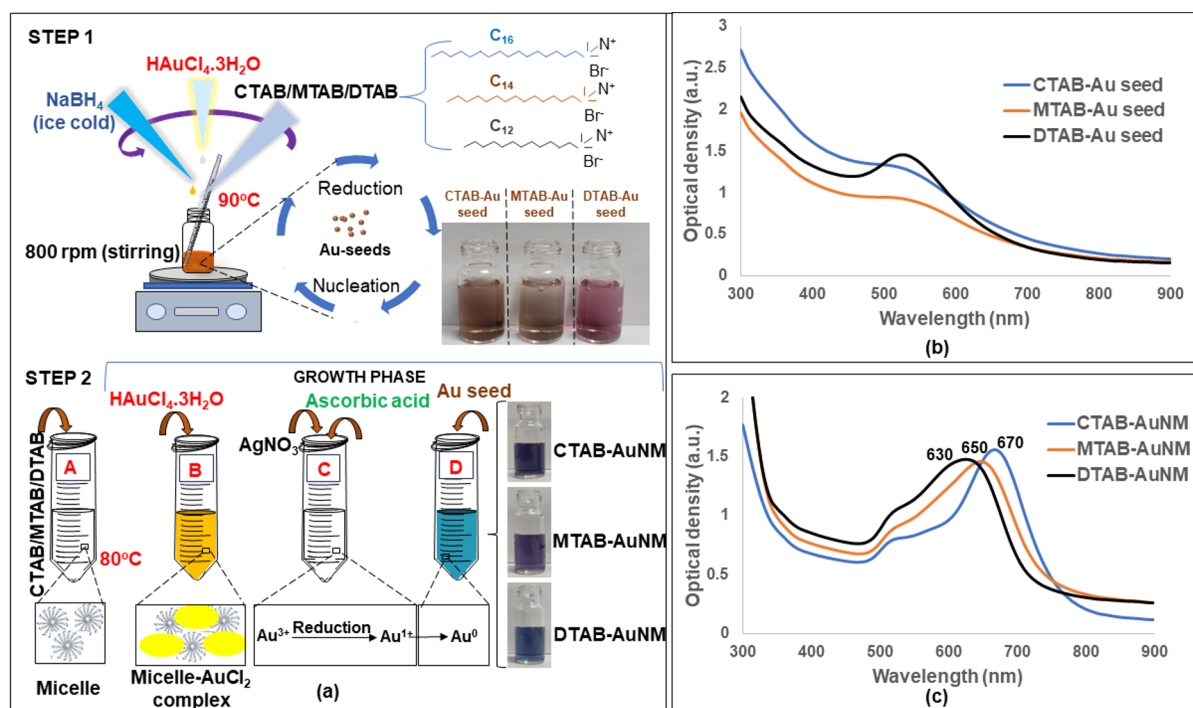 STEP 1
HAuCl₄.3H₂O
NaBH₄
(ice cold)
CTAB/MTAB/DTAB
90°C
800 rpm (stirring)
C₁₆
N⁺
Br⁻
C₁₄
N⁺
Br⁻
C₁₂
N⁺
Br⁻
Reduction
Au-seeds
Nucleation
CTAB-Au
seed
MTAB-Au
seed
DTAB-Au
seed
STEP 2
GROWTH PHASE
HAuCl₄.3H₂O
Ascorbic acid
Au seed
AgNO₃
CTAB/MTAB/DTAB
A
B
C
D
80°C
CTAB-AuNM
MTAB-AuNM
DTAB-AuNM
Au³⁺
Reduction
Au¹⁺
Au⁰
Micelle
Micelle-AuCl₂
complex
(a)
Optical density (a.u.)
3
2.5
2
1.5
1
0.5
0
300 400 500 600 700 800 900
Wavelength (nm)
CTAB-Au seed
MTAB-Au seed
DTAB-Au seed
(b)
Optical density (a.u.)
2
1.5
1
0.5
0
300 400 500 600 700 800 900
Wavelength (nm)
630 650 670
CTAB-AuNM
MTAB-AuNM
DTAB-AuNM
(c)